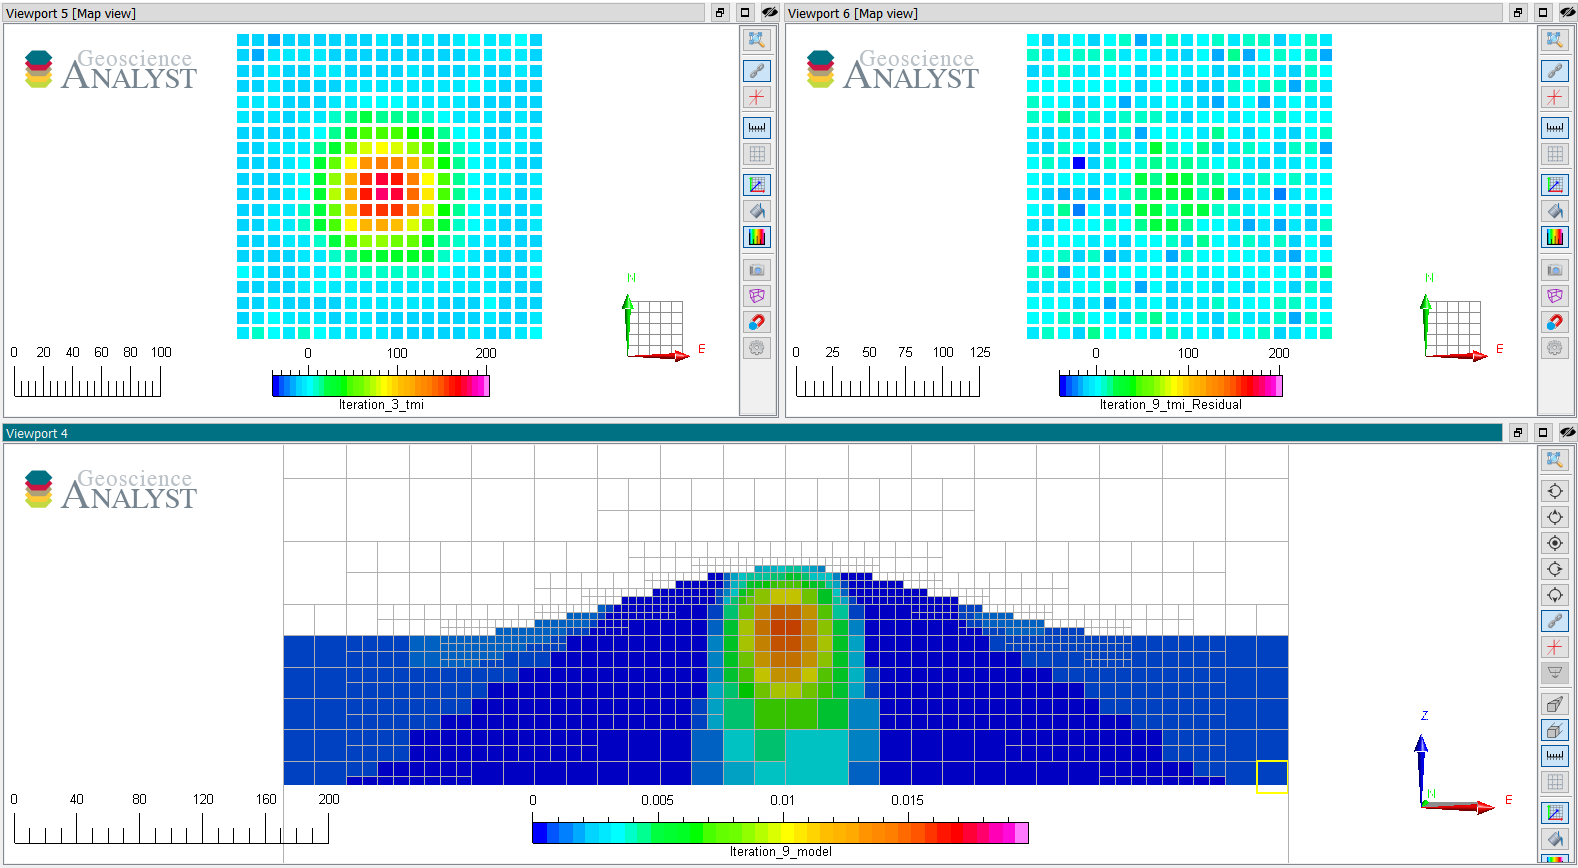 Viewport 5 [Map view]
Geoscience
ANALYST
N
E
0 20 40 60 80 100
0 100 200
Iteration_3_tmi
Viewport 6 [Map view]
Geoscience
ANALYST
N
E
0 25 50 75 100 125
0 100 200
Iteration_9_tmi_Residual
Viewport 4
Geoscience
ANALYST
Z
N
E
0 40 80 120 160 200
0 0.005 0.01 0.015
Iteration_9_model